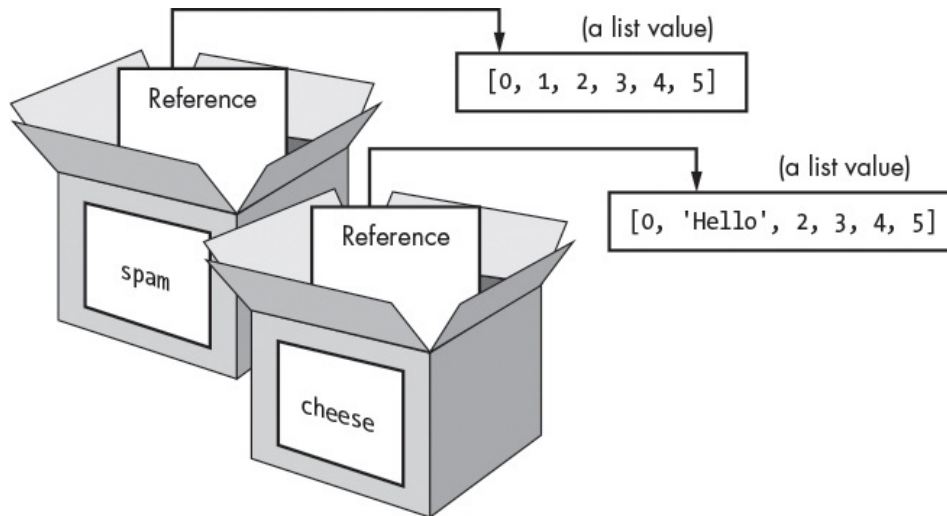 (a list value)
[0, 1, 2, 3, 4, 5]
Reference
(a list value)
[0, 'Hello', 2, 3, 4, 5]
Reference
spam
cheese